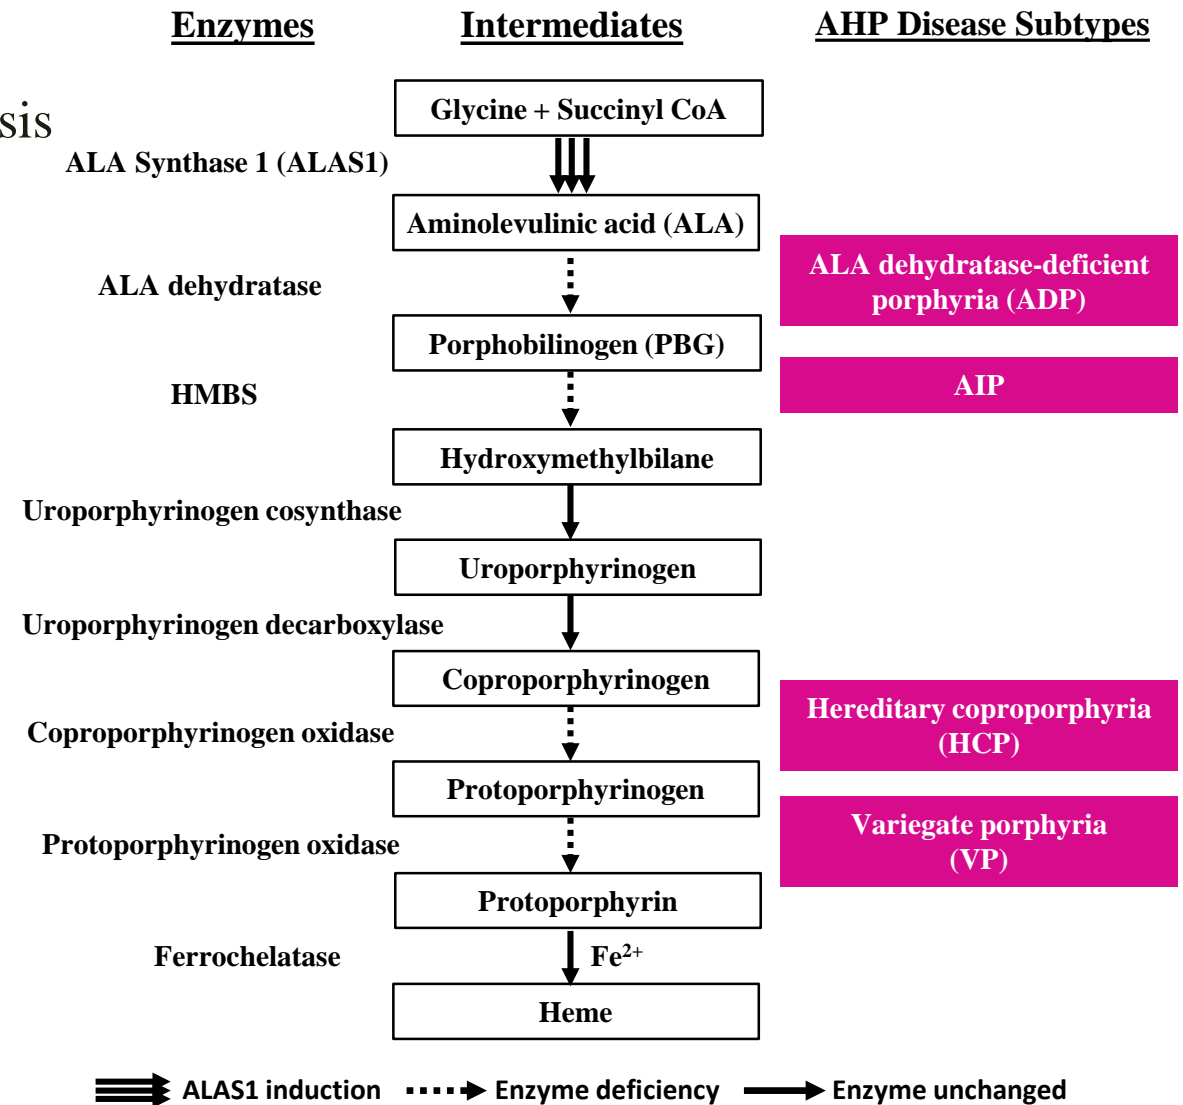 Enzymes
Intermediates
AHP Disease Subtypes
sis
Glycine + Succinyl CoA
ALA Synthase 1 (ALAS1)
Aminolevulinic acid (ALA)
ALA dehydratase
ALA dehydratase-deficient
porphyria (ADP)
Porphobilinogen (PBG)
HMBS
AIP
Hydroxymethylbilane
Uroporphyrinogen cosynthase
Uroporphyrinogen
Uroporphyrinogen decarboxylase
Coproporphyrinogen
Coproporphyrinogen oxidase
Hereditary coproporphyria
(HCP)
Protoporphyrinogen
Protoporphyrinogen oxidase
Variegate porphyria
(VP)
Protoporphyrin
Ferrochelatase
Fe²⁺
Heme
ALAS1 induction
Enzyme deficiency
Enzyme unchanged